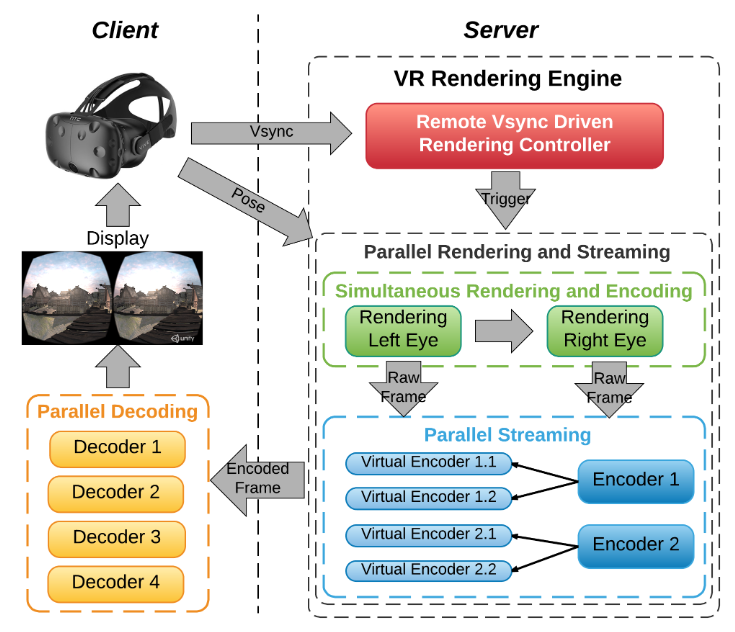 Client
Server
VR Rendering Engine
Vsync
Remote Vsync Driven
Rendering Controller
Trigger
Pose
Display
Parallel Rendering and Streaming
Simultaneous Rendering and Encoding
Rendering
Left Eye
Rendering
Right Eye
unity
Raw
Frame
Raw
Frame
Parallel Decoding
Decoder 1
Decoder 2
Decoder 3
Decoder 4
Encoded
Frame
Parallel Streaming
Virtual Encoder 1.1
Virtual Encoder 1.2
Virtual Encoder 2.1
Virtual Encoder 2.2
Encoder 1
Encoder 2